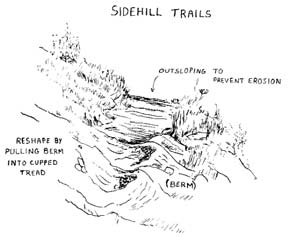 SIDEHILL TRAILS
OUTSLOPING TO
PREVENT EROSION
RESHAPE BY
PULLING BERM
INTO CUPPED
TREAD
(BERM)